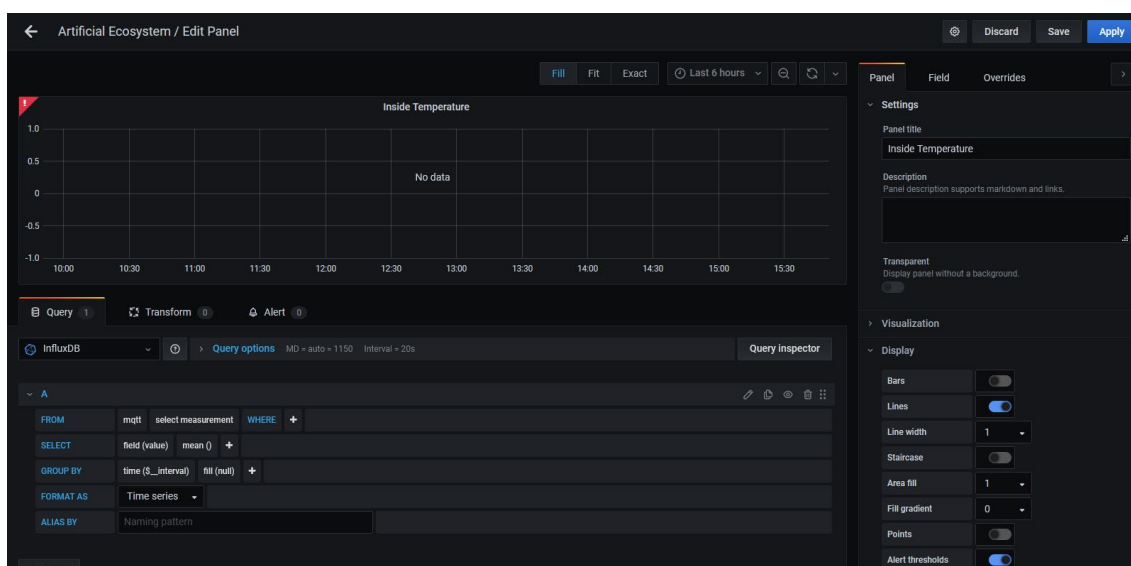 Artificial Ecosystem / Edit Panel
Discard Save Apply
Fill Fit Exact Last 6 hours
Panel Field Overrides
!
Inside Temperature
1.0
0.5
0
-0.5
-1.0
No data
10:00 10:30 11:00 11:30 12:00 12:30 13:00 13:30 14:00 14:30 15:00 15:30
Query 1 Transform 0 Alert 0
InfluxDB ? > Query options MD = auto = 1150 Interval = 20s Query inspector
A
FROM mqtt select measurement WHERE +
SELECT field (value) mean () +
GROUP BY time ($__interval) fill (null) +
FORMAT AS Time series
ALIAS BY Naming pattern
Settings
Panel title
Inside Temperature
Description
Panel description supports markdown and links.
Transparent
Display panel without a background.
Visualization
Display
Bars
Lines
Line width 1
Staircase
Area fill 1
Fill gradient 0
Points
Alert thresholds